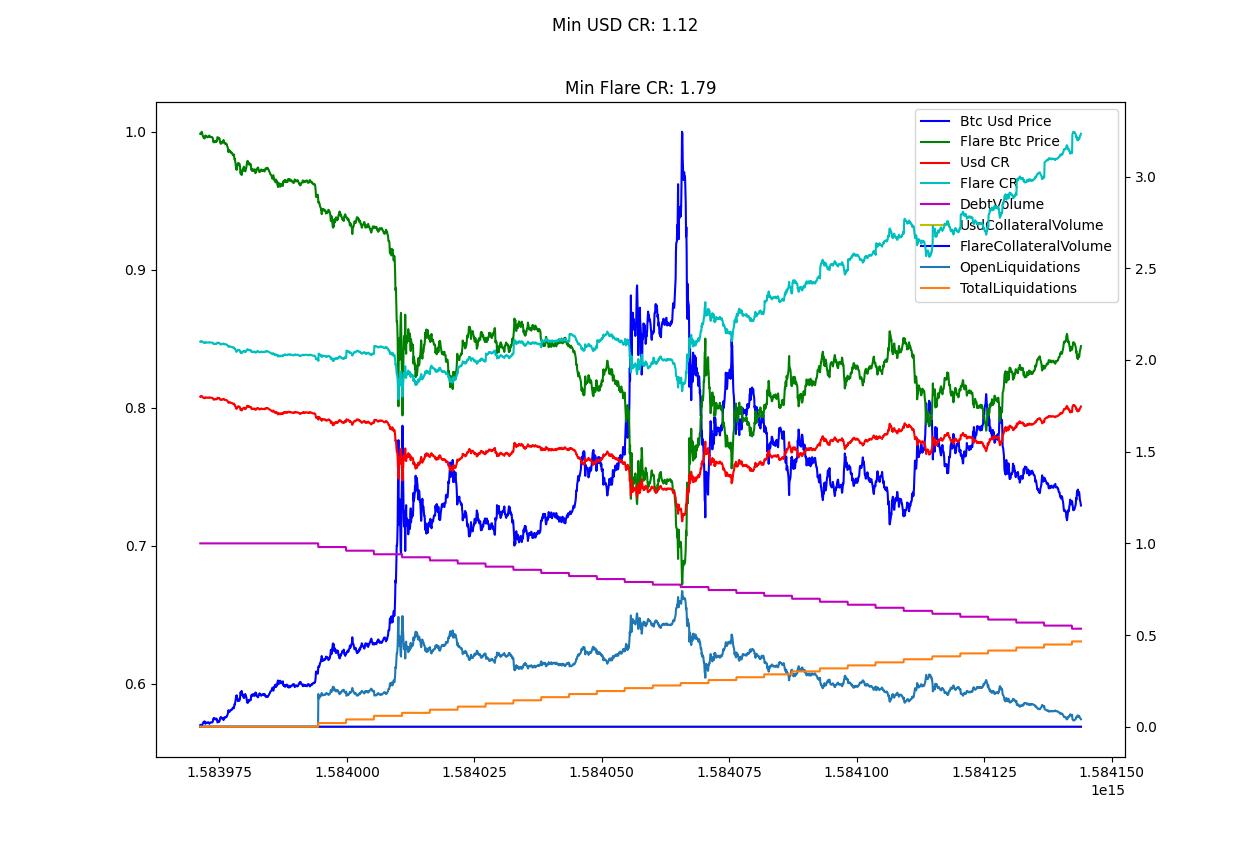 Min USD CR: 1.12
Min Flare CR: 1.79
1.0
0.9
0.8
0.7
0.6
Btc Usd Price
Flare Btc Price
Usd CR
Flare CR
DebtVolume
UsdCollateralVolume
FlareCollateralVolume
OpenLiquidations
TotalLiquidations
3.0
2.5
2.0
1.5
1.0
0.5
0.0
1.583975 1.584000 1.584025 1.584050 1.584075 1.584100 1.584125 1.584150
1e15